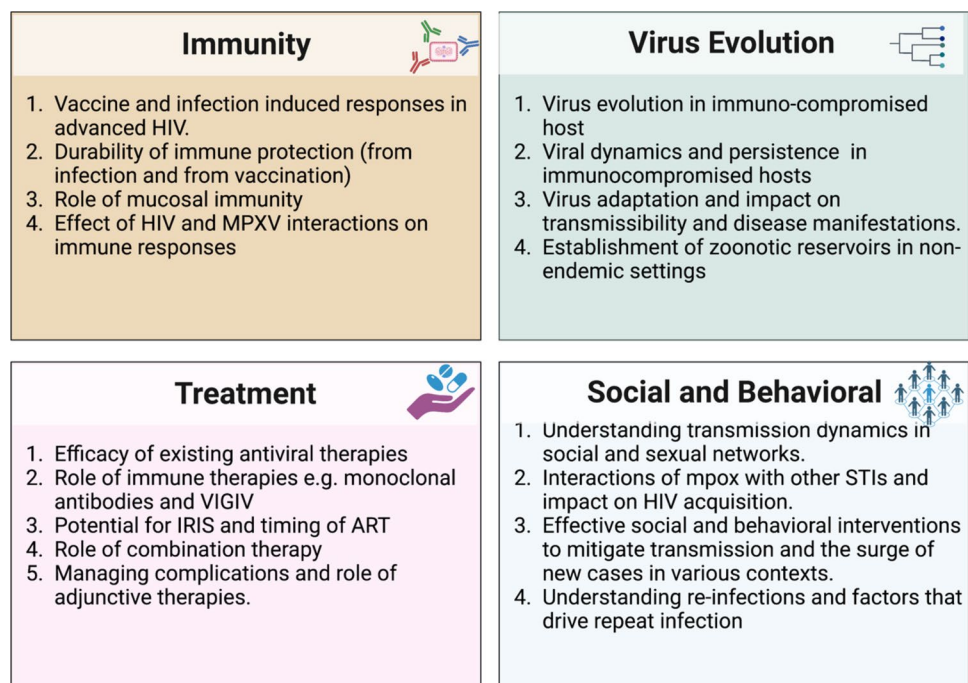 Immunity
1. Vaccine and infection induced responses in
advanced HIV.
2. Durability of immune protection (from
infection and from vaccination)
3. Role of mucosal immunity
4. Effect of HIV and MPXV interactions on
immune responses
Virus Evolution
1. Virus evolution in immuno-compromised
host
2. Viral dynamics and persistence in
immunocompromised hosts
3. Virus adaptation and impact on
transmissibility and disease manifestations.
4. Establishment of zoonotic reservoirs in non-
endemic settings
Treatment
1. Efficacy of existing antiviral therapies
2. Role of immune therapies e.g. monoclonal
antibodies and VIGIV
3. Potential for IRIS and timing of ART
4. Role of combination therapy
5. Managing complications and role of
adjunctive therapies.
Social and Behavioral
1. Understanding transmission dynamics in
social and sexual networks.
2. Interactions of mpox with other STIs and
impact on HIV acquisition.
3. Effective social and behavioral interventions
to mitigate transmission and the surge of
new cases in various contexts.
4. Understanding re-infections and factors that
drive repeat infection